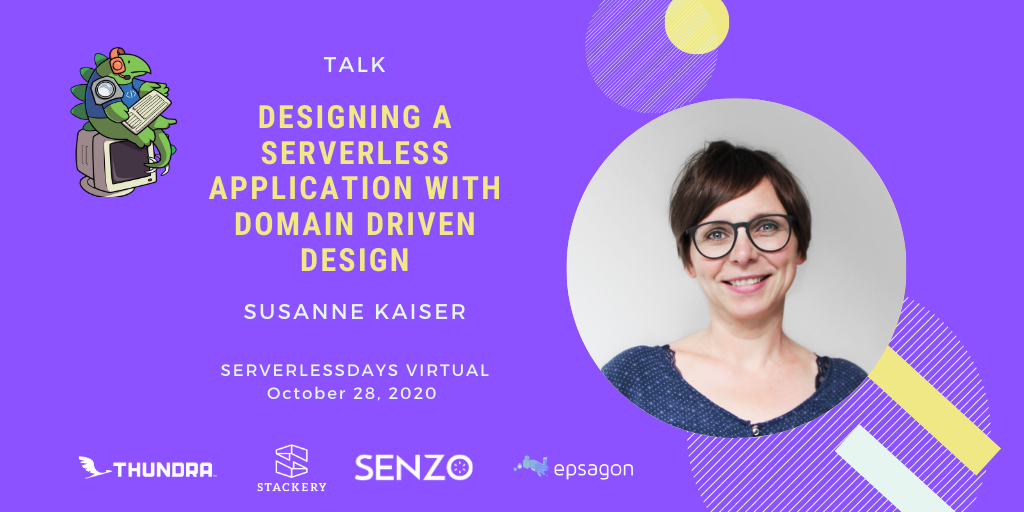 TALK
DESIGNING A
SERVERLESS
APPLICATION WITH
DOMAIN DRIVEN
DESIGN
SUSANNE KAISER
SERVERLESSDAYS VIRTUAL
October 28, 2020
THUNDRA
STACKERY
SENZO
epsagon